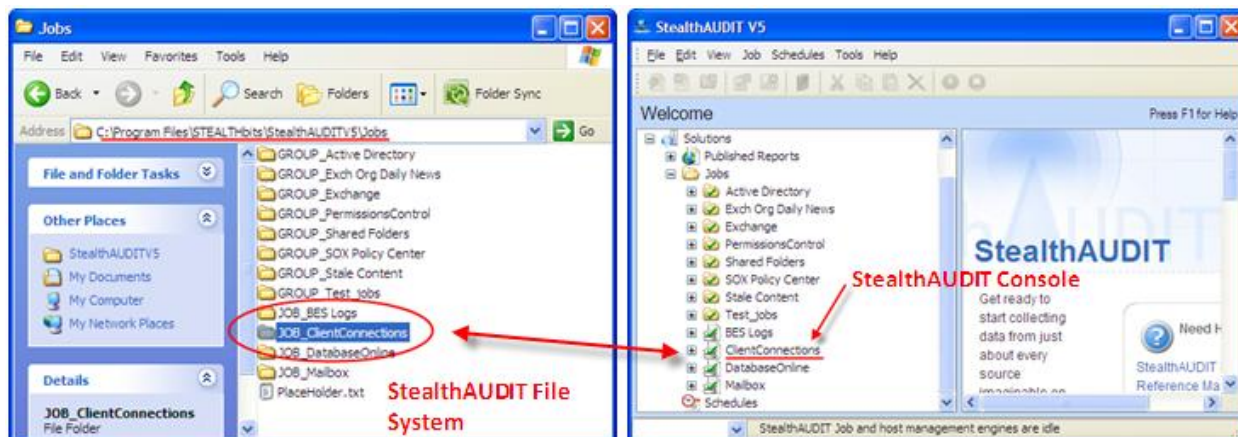 Jobs
File Edit View Favorites Tools Help
Back Search Folders Folder Sync
Address C:\Program Files\STEALTHbits\StealthAUDITV5\Jobs Go
File and Folder Tasks
Other Places
StealthAUDITV5
My Documents
My Computer
My Network Places
Details
JOB_ClientConnections
File Folder
GROUP_Active Directory
GROUP_Exch Org Daily News
GROUP_Exchange
GROUP_PermissionsControl
GROUP_Shared Folders
GROUP_SOX Policy Center
GROUP_Stale Content
GROUP_Test_jobs
JOB_BES Logs
JOB_ClientConnections
JOB_DatabaseOnline
JOB_Mailbox
PlaceHolder.txt
StealthAUDIT File
System
StealthAUDIT V5
File Edit View Job Schedules Tools Help
Welcome Press F1 for Help
Solutions
Published Reports
Jobs
Active Directory
Exch Org Daily News
Exchange
PermissionsControl
Shared Folders
SOX Policy Center
Stale Content
Test_jobs
BES Logs
ClientConnections
DatabaseOnline
Mailbox
Schedules
StealthAUDIT Console
StealthAUDIT
Get ready to
start collecting
data from just
about every
source
Need H
StealthAUDIT
Reference Ma
StealthAUDIT Job and host management engines are idle